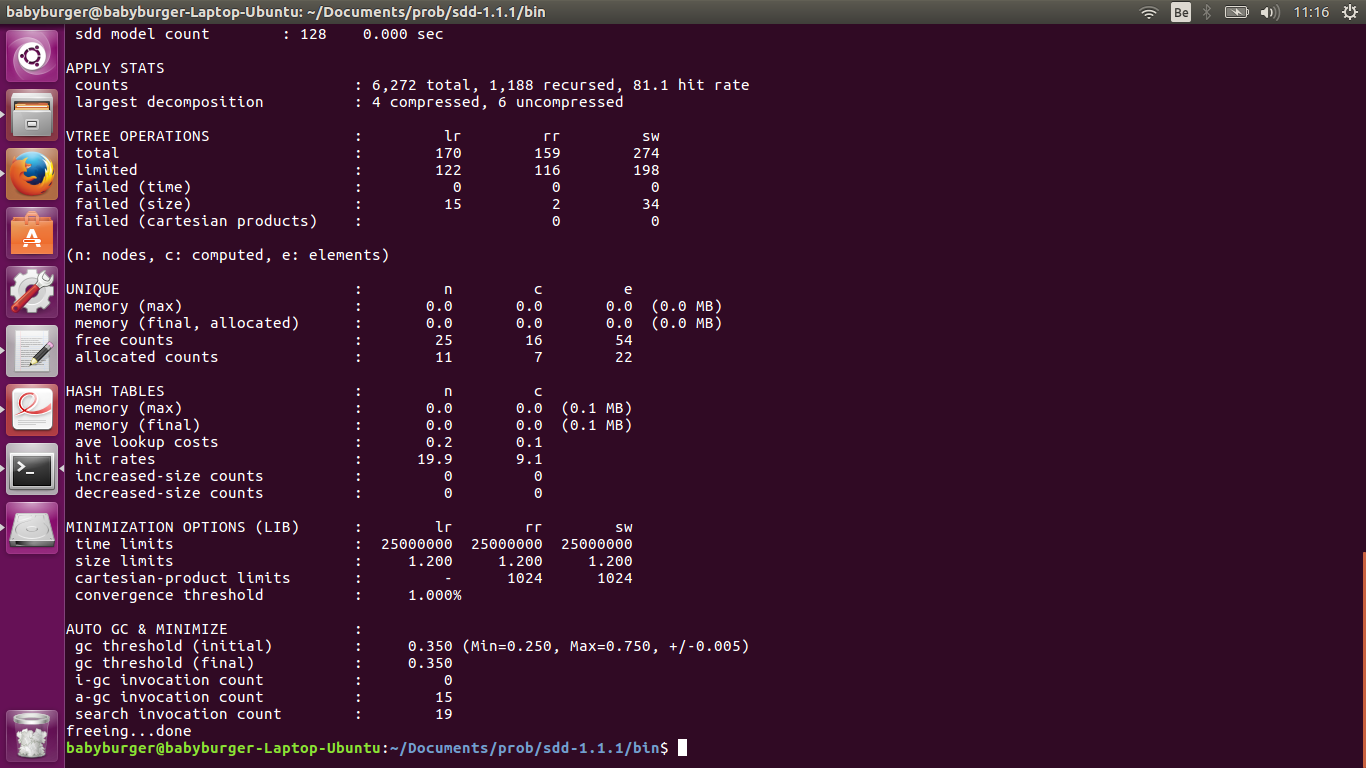 babyburger@babyburger-Laptop-Ubuntu: ~/Documents/prob/sdd-1.1.1/bin Be 11:16
sdd model count : 128 0.000 sec
APPLY STATS
counts : 6,272 total, 1,188 recursed, 81.1 hit rate
largest decomposition : 4 compressed, 6 uncompressed
VTREE OPERATIONS : lr rr sw
total : 170 159 274
limited : 122 116 198
failed (time) : 0 0 0
failed (size) : 15 2 34
failed (cartesian products) : 0 0
(n: nodes, c: computed, e: elements)
UNIQUE : n c e
memory (max) : 0.0 0.0 0.0 (0.0 MB)
memory (final, allocated) : 0.0 0.0 0.0 (0.0 MB)
free counts : 25 16 54
allocated counts : 11 7 22
HASH TABLES : n c
memory (max) : 0.0 0.0 (0.1 MB)
memory (final) : 0.0 0.0 (0.1 MB)
ave lookup costs : 0.2 0.1
hit rates : 19.9 9.1
increased-size counts : 0 0
decreased-size counts : 0 0
MINIMIZATION OPTIONS (LIB) : lr rr sw
time limits : 25000000 25000000 25000000
size limits : 1.200 1.200 1.200
cartesian-product limits : - 1024 1024
convergence threshold : 1.000%
AUTO GC & MINIMIZE :
gc threshold (initial) : 0.350 (Min=0.250, Max=0.750, +/-0.005)
gc threshold (final) : 0.350
i-gc invocation count : 0
a-gc invocation count : 15
search invocation count : 19
freeing...done
babyburger@babyburger-Laptop-Ubuntu:~/Documents/prob/sdd-1.1.1/bin$